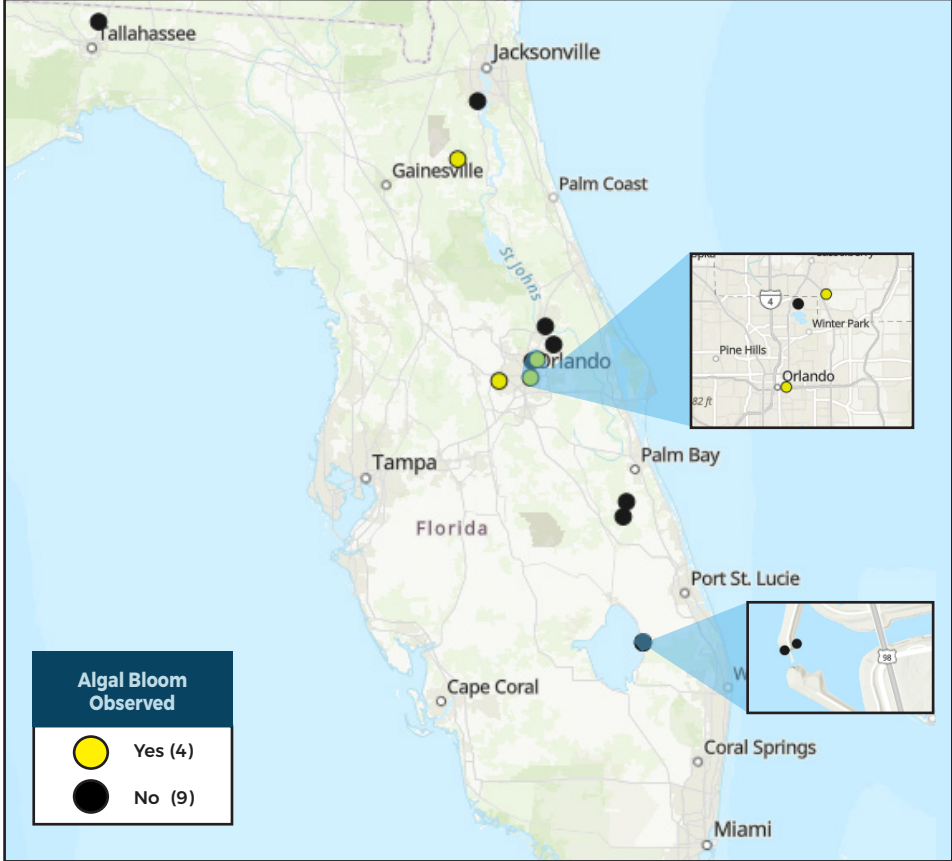 Tallahassee
Jacksonville
Gainesville
Palm Coast
St Johns
4
Winter Park
Pine Hills
Orlando
82 ft
Orlando
Palm Bay
Tampa
Florida
Port St. Lucie
98
W
Cape Coral
Coral Springs
Miami
Algal Bloom
Observed
Yes (4)
No (9)